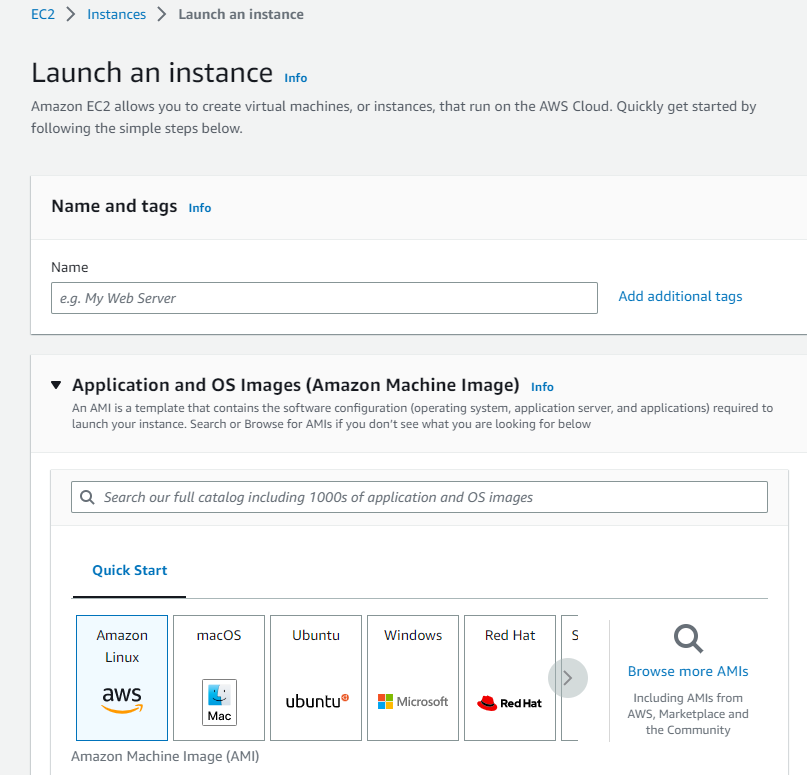 EC2 > Instances > Launch an instance
Launch an instance Info
Amazon EC2 allows you to create virtual machines, or instances, that run on the AWS Cloud. Quickly get started by
following the simple steps below.
Name and tags Info
Name
e.g. My Web Server
Add additional tags
Application and OS Images (Amazon Machine Image) Info
An AMI is a template that contains the software configuration (operating system, application server, and applications) required to
launch your instance. Search or Browse for AMIs if you don't see what you are looking for below
Search our full catalog including 1000s of application and OS images
Quick Start
Amazon
Linux
aws
macOS
Mac
Ubuntu
ubuntu
Windows
Microsoft
Red Hat
Red Hat
S
Browse more AMIs
Including AMIs from
AWS, Marketplace and
the Community
Amazon Machine Image (AMI)